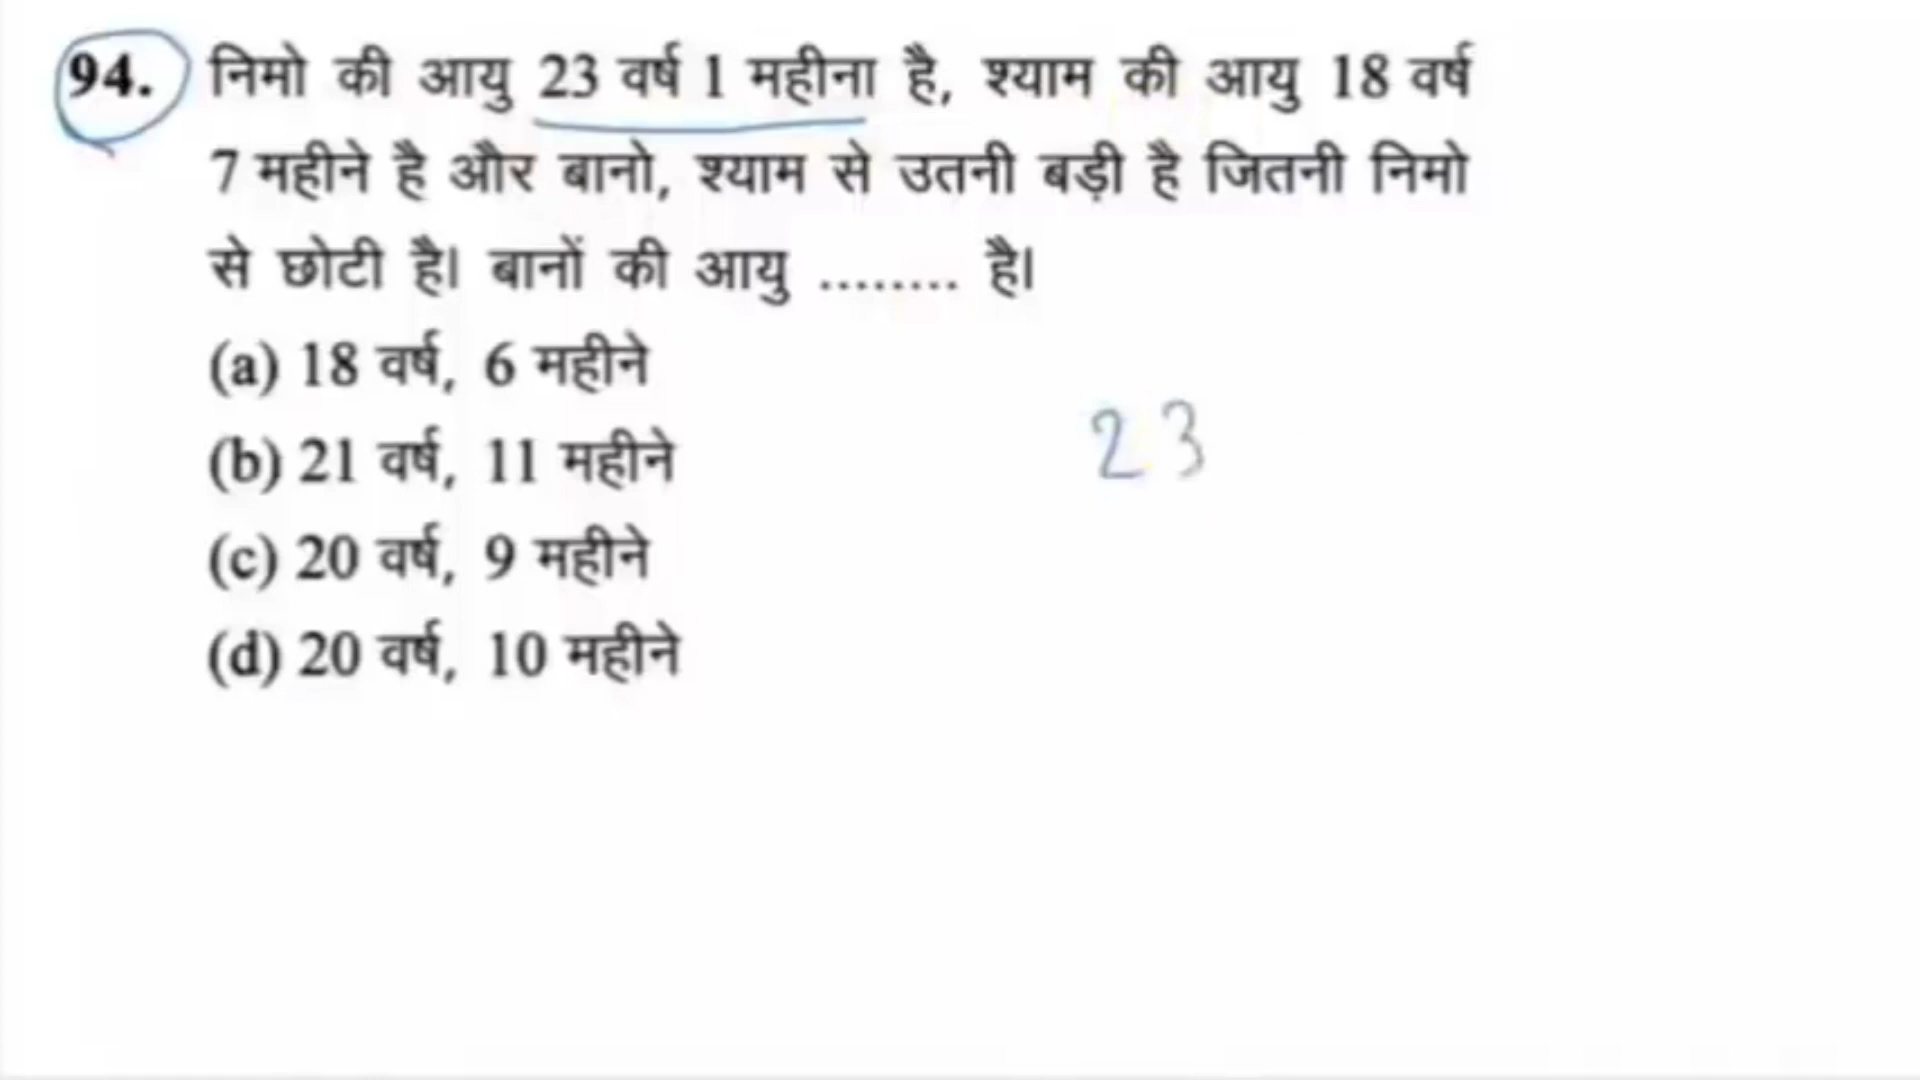 94. निमो की आयु 23 वर्ष 1 महीना है, श्याम की आयु 18 वर्ष
7 महीने है और बानो, श्याम से उतनी बड़ी है जितनी निमो
से छोटी है। बानों की आयु ........ है।
(a) 18 वर्ष, 6 महीने
(b) 21 वर्ष, 11 महीने
23
(c) 20 वर्ष, 9 महीने
(d) 20 वर्ष, 10 महीने